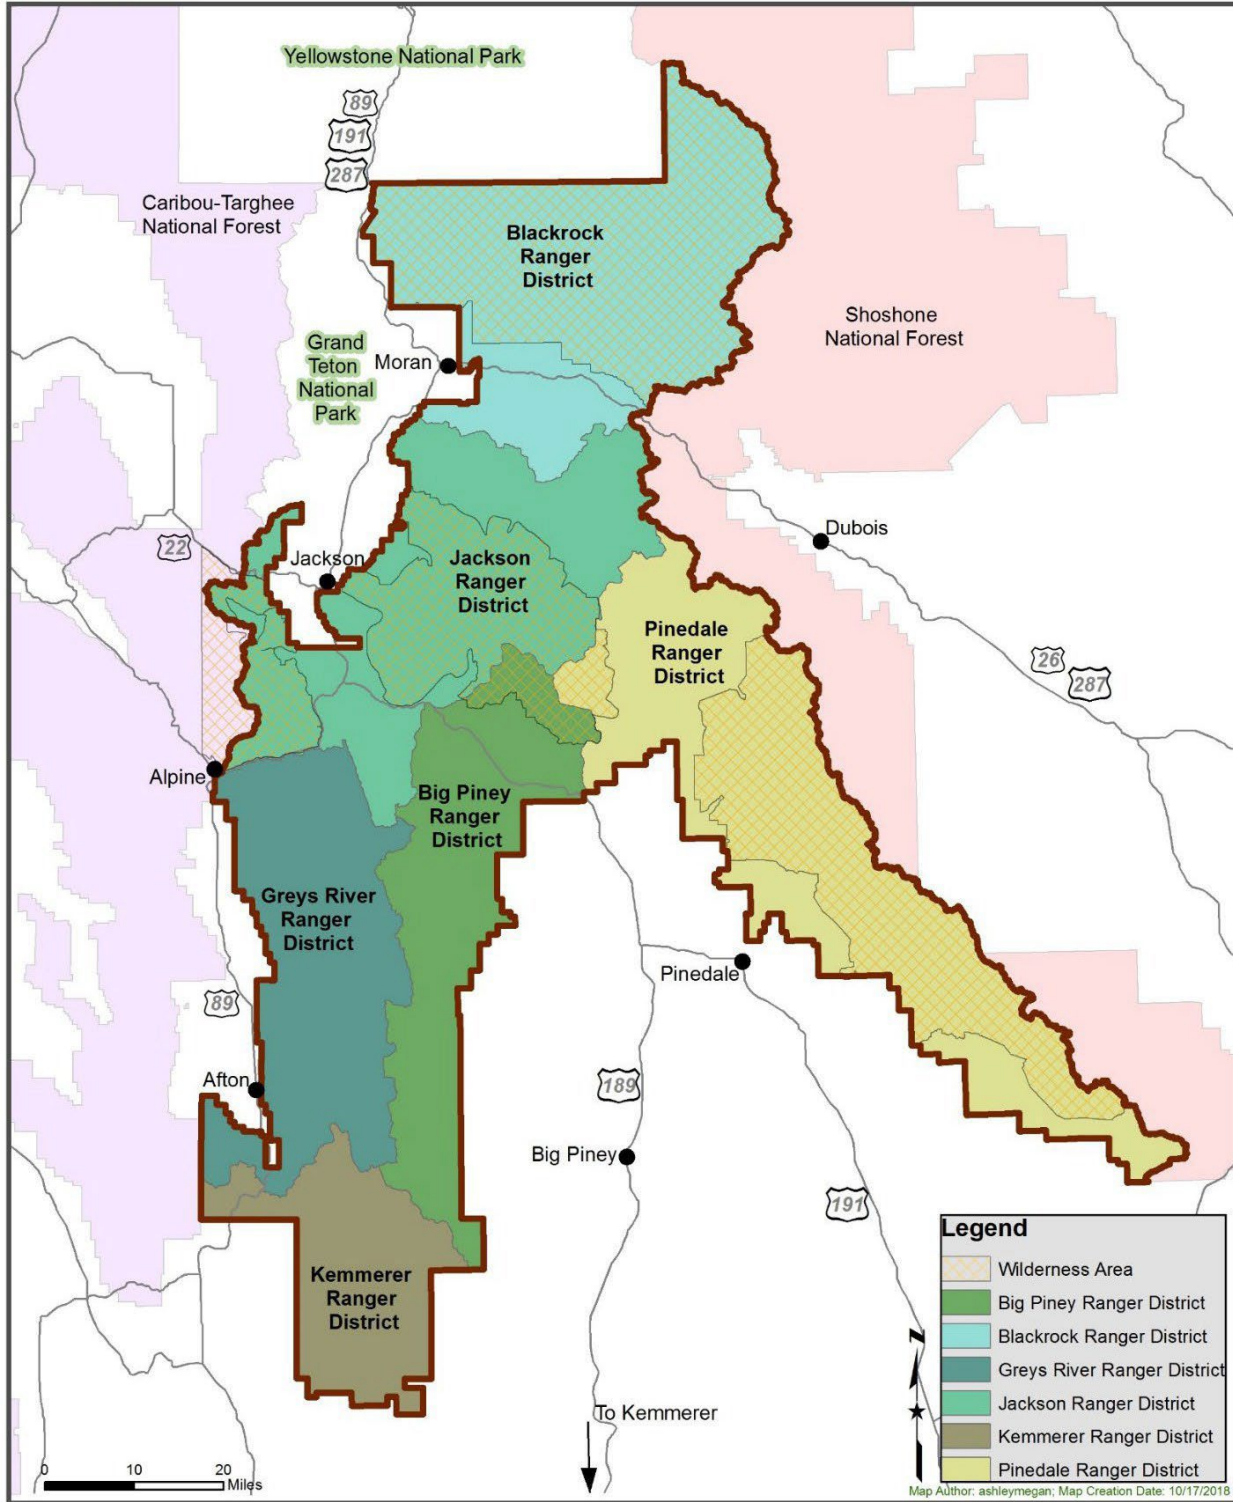 Yellowstone National Park
89
191
287
Caribou-Targhee
National Forest
Blackrock
Ranger
District
Shoshone
National Forest
Grand
Teton
National
Park
Moran
Dubois
22
Jackson
Jackson
Ranger
District
Pinedale
Ranger
District
26
287
Alpine
Big Piney
Ranger
District
Greys River
Ranger
District
Pinedale
89
Afton
189
Big Piney
191
Kemmerer
Ranger
District
To Kemmerer
Legend
Wilderness Area
Big Piney Ranger District
Blackrock Ranger District
Greys River Ranger District
Jackson Ranger District
Kemmerer Ranger District
Pinedale Ranger District
N
0 10 20
Miles
Map Author: ashleymegan; Map Creation Date: 10/17/2018